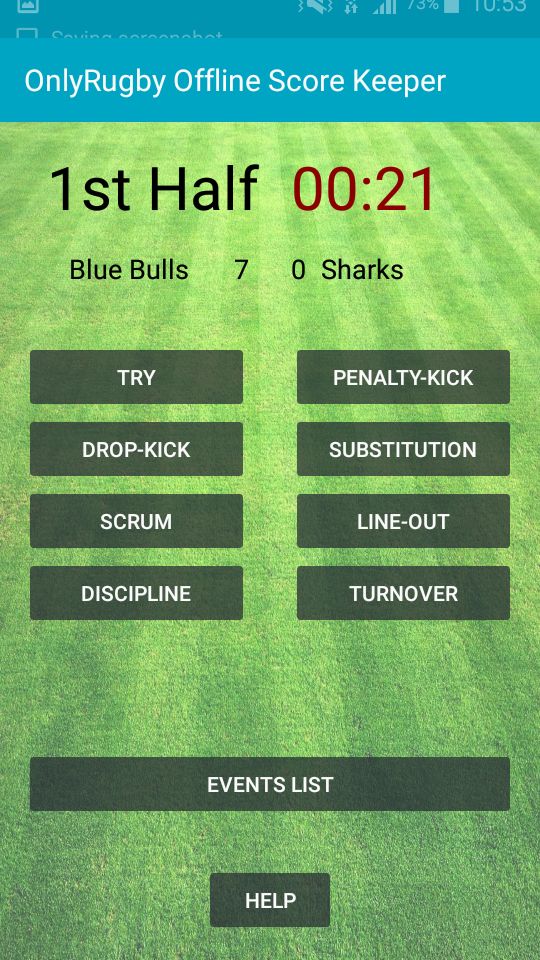 73% 10:53
Saving screenshot
OnlyRugby Offline Score Keeper
1st Half 00:21
Blue Bulls 7 0 Sharks
TRY PENALTY-KICK
DROP-KICK SUBSTITUTION
SCRUM LINE-OUT
DISCIPLINE TURNOVER
EVENTS LIST
HELP